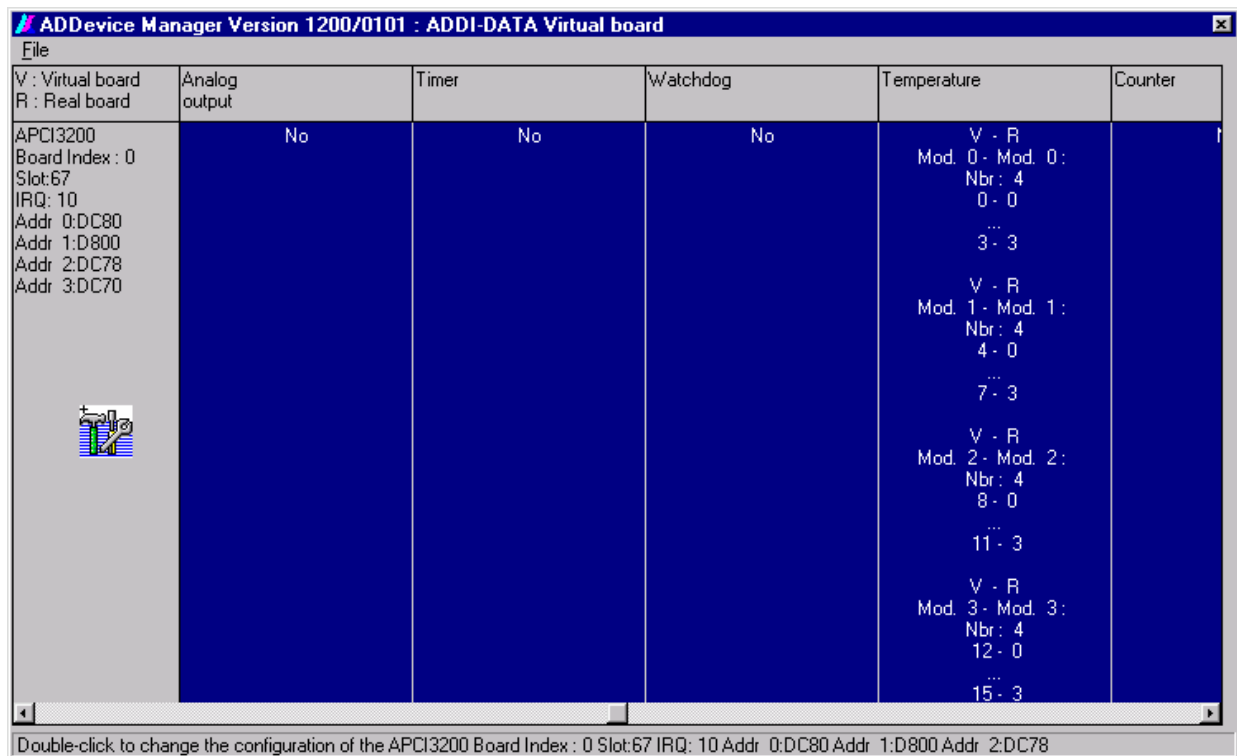 ADDevice Manager Version 1200/0101 : ADDI-DATA Virtual board
File
V : Virtual board
R : Real board
Analog
output
Timer
Watchdog
Temperature
Counter
APCI3200
Board Index : 0
Slot:67
IRQ: 10
Addr 0:DC80
Addr 1:D800
Addr 2:DC78
Addr 3:DC70
No
No
No
V - R
Mod. 0 - Mod. 0 :
Nbr : 4
0 - 0
...
3 - 3
V - R
Mod. 1 - Mod. 1 :
Nbr : 4
4 - 0
...
7 - 3
V - R
Mod. 2 - Mod. 2 :
Nbr : 4
8 - 0
...
11 - 3
V - R
Mod. 3 - Mod. 3 :
Nbr : 4
12 - 0
...
15 - 3
Double-click to change the configuration of the APCI3200 Board Index : 0 Slot:67 IRQ: 10 Addr 0:DC80 Addr 1:D800 Addr 2:DC78